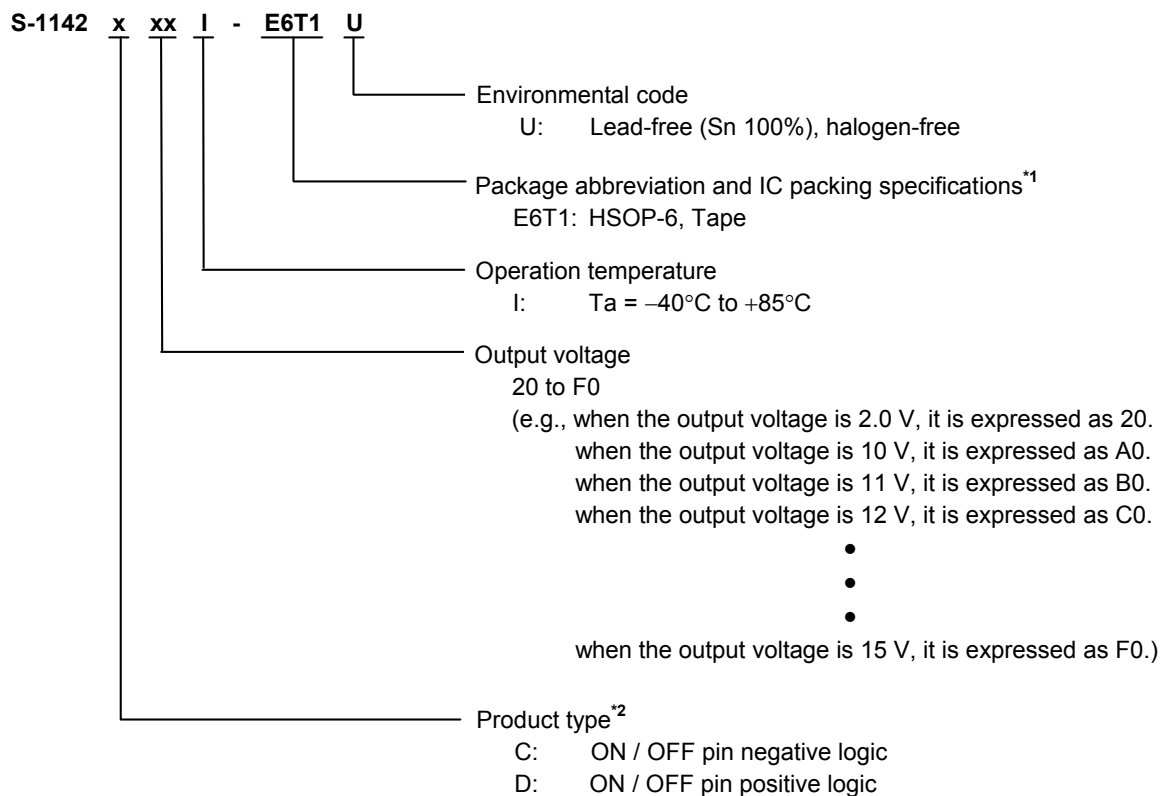 S-1142 x xx I - E6T1 U
Environmental code
U: Lead-free (Sn 100%), halogen-free
Package abbreviation and IC packing specifications*1
E6T1: HSOP-6, Tape
Operation temperature
I: Ta = −40°C to +85°C
Output voltage
20 to F0
(e.g., when the output voltage is 2.0 V, it is expressed as 20.
when the output voltage is 10 V, it is expressed as A0.
when the output voltage is 11 V, it is expressed as B0.
when the output voltage is 12 V, it is expressed as C0.
•
•
•
when the output voltage is 15 V, it is expressed as F0.)
Product type*2
C: ON / OFF pin negative logic
D: ON / OFF pin positive logic